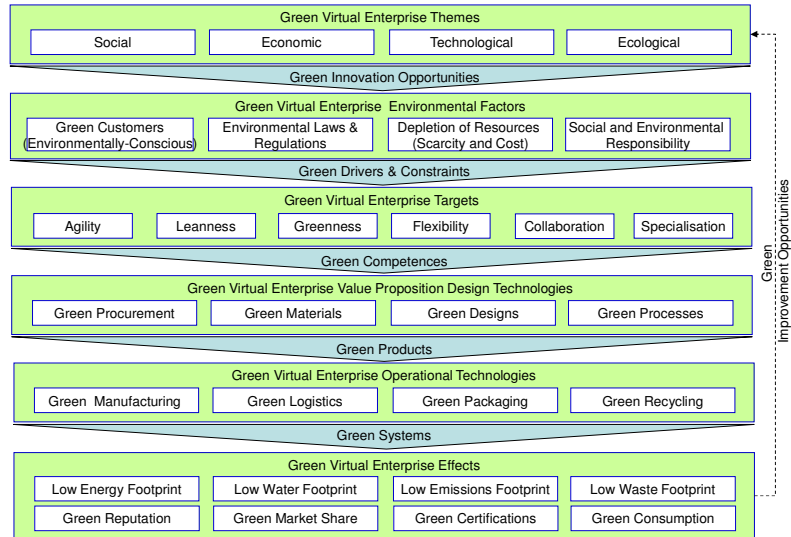 Green Virtual Enterprise Themes
Social
Economic
Technological
Ecological
Green Innovation Opportunities
Green Virtual Enterprise Environmental Factors
Green Customers
(Environmentally-Conscious)
Environmental Laws &
Regulations
Depletion of Resources
(Scarcity and Cost)
Social and Environmental
Responsibility
Green Drivers & Constraints
Green Virtual Enterprise Targets
Agility
Leanness
Greenness
Flexibility
Collaboration
Specialisation
Green Competences
Green Virtual Enterprise Value Proposition Design Technologies
Green Procurement
Green Materials
Green Designs
Green Processes
Green Products
Green Virtual Enterprise Operational Technologies
Green Manufacturing
Green Logistics
Green Packaging
Green Recycling
Green Systems
Green Virtual Enterprise Effects
Low Energy Footprint
Low Water Footprint
Low Emissions Footprint
Low Waste Footprint
Green Reputation
Green Market Share
Green Certifications
Green Consumption
Green
Improvement Opportunities